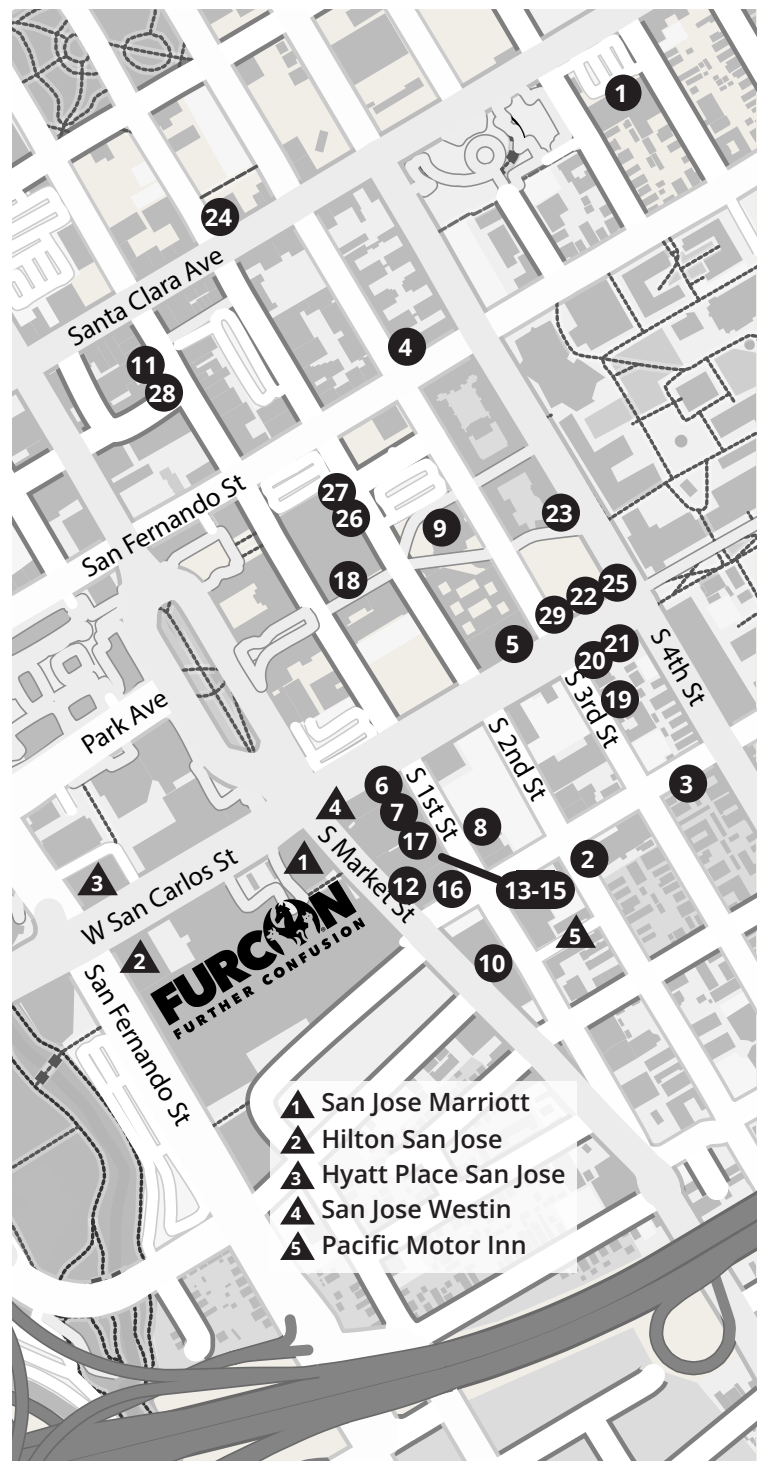 1
24
Santa Clara Ave
4
11
28
San Fernando St
27
26
9
23
18
25
22
29
5
21
20
S 4th St
19
S 3rd St
Park Ave
S 2nd St
6
3
S 1st St
4
7
8
17
S Market St
1
2
3
12
16
13-15
W San Carlos St
5
2
10
FURCON
FURTHER CONFUSION
San Fernando St
1 San Jose Marriott
2 Hilton San Jose
3 Hyatt Place San Jose
4 San Jose Westin
5 Pacific Motor Inn